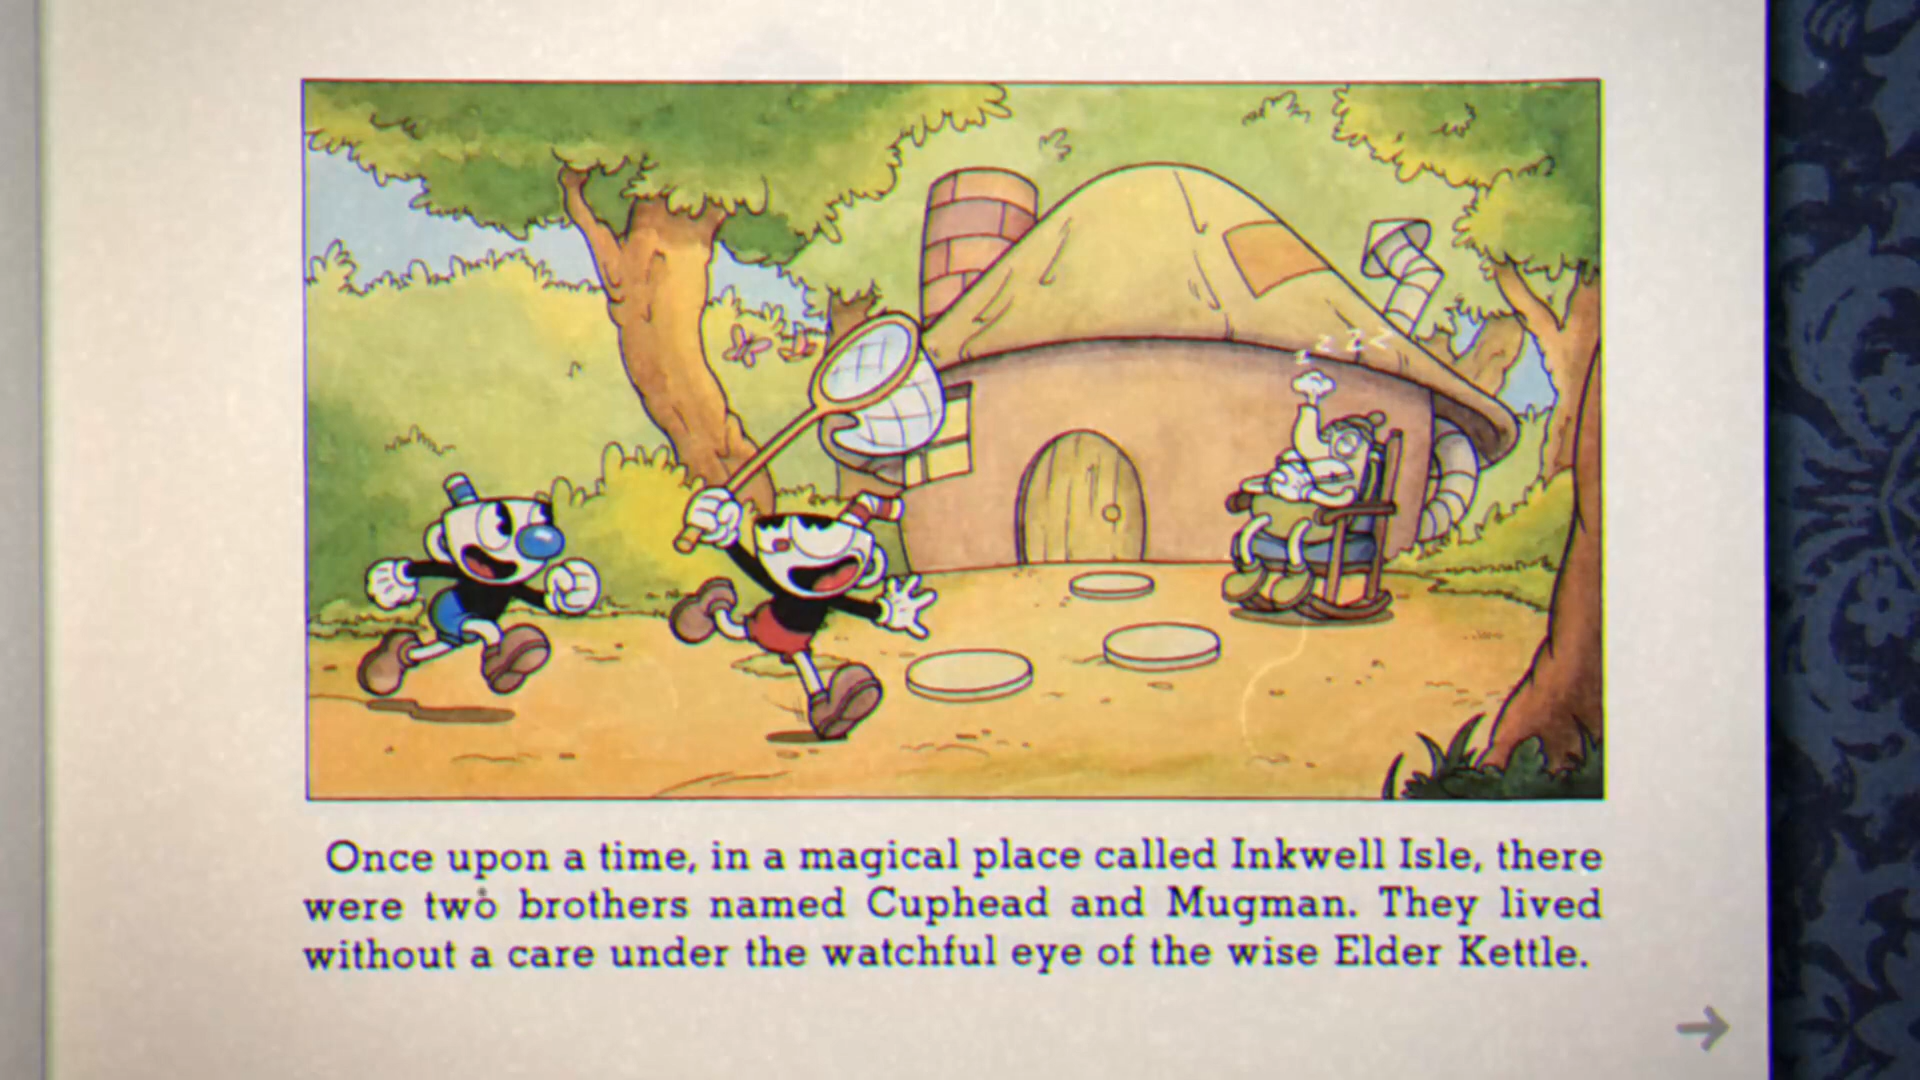 z z z z
Once upon a time, in a magical place called Inkwell Isle, there
were two brothers named Cuphead and Mugman. They lived
without a care under the watchful eye of the wise Elder Kettle.